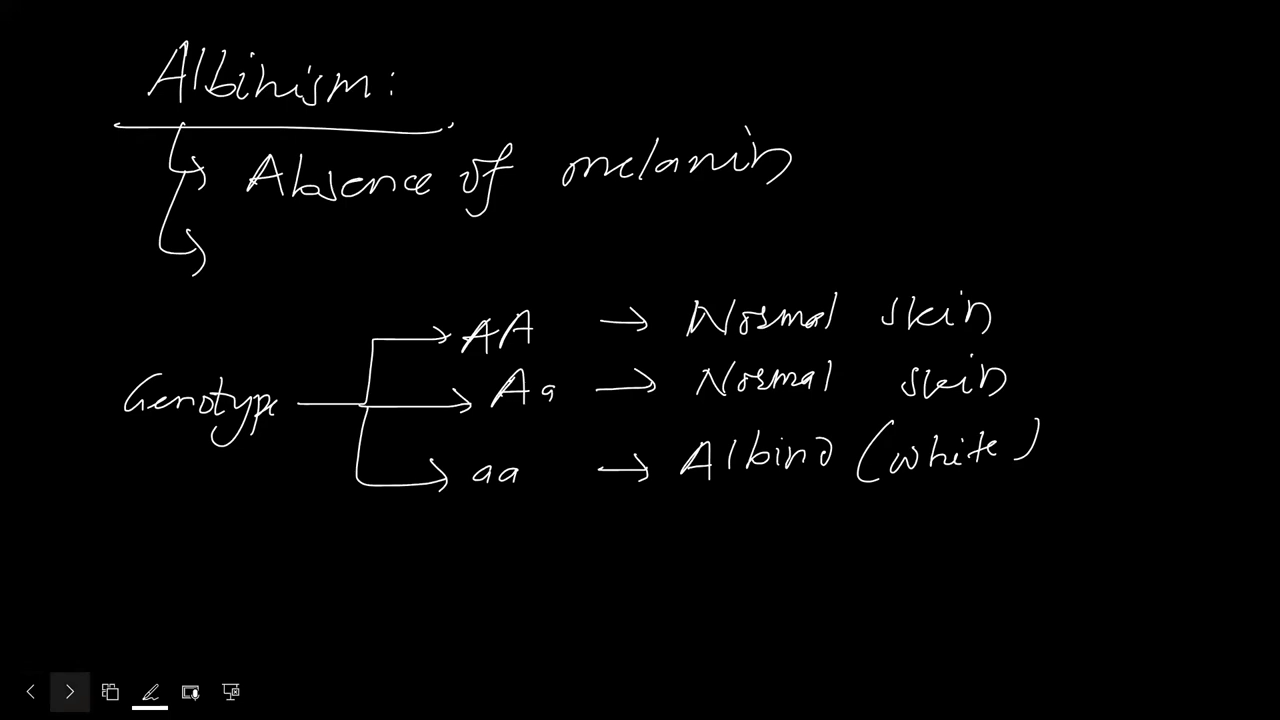 Albinism:
Absence of melanin
AA → Normal skin
Genotype → Aa → Normal skin
aa → Albino (white)